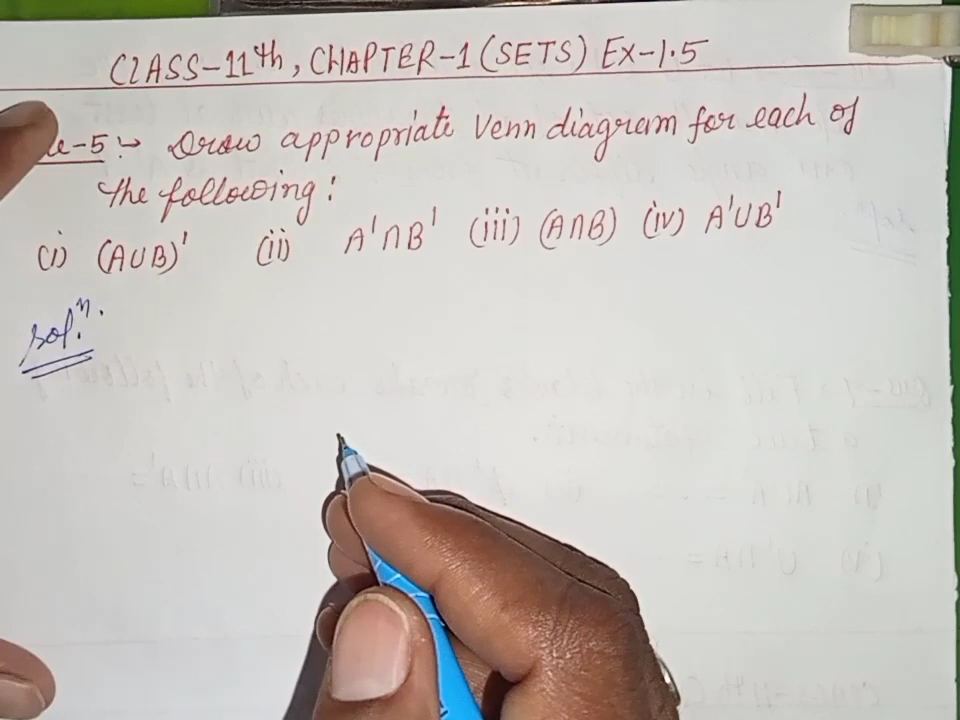 CLASS-11th, CHAPTER-1 (SETS) EX-1.5
-5:→ Draw appropriate Venn diagram for each of
the following:
(i) (A∪B)' (ii) A'∩B' (iii) (A∩B) (iv) A'∪B'
Solⁿ.